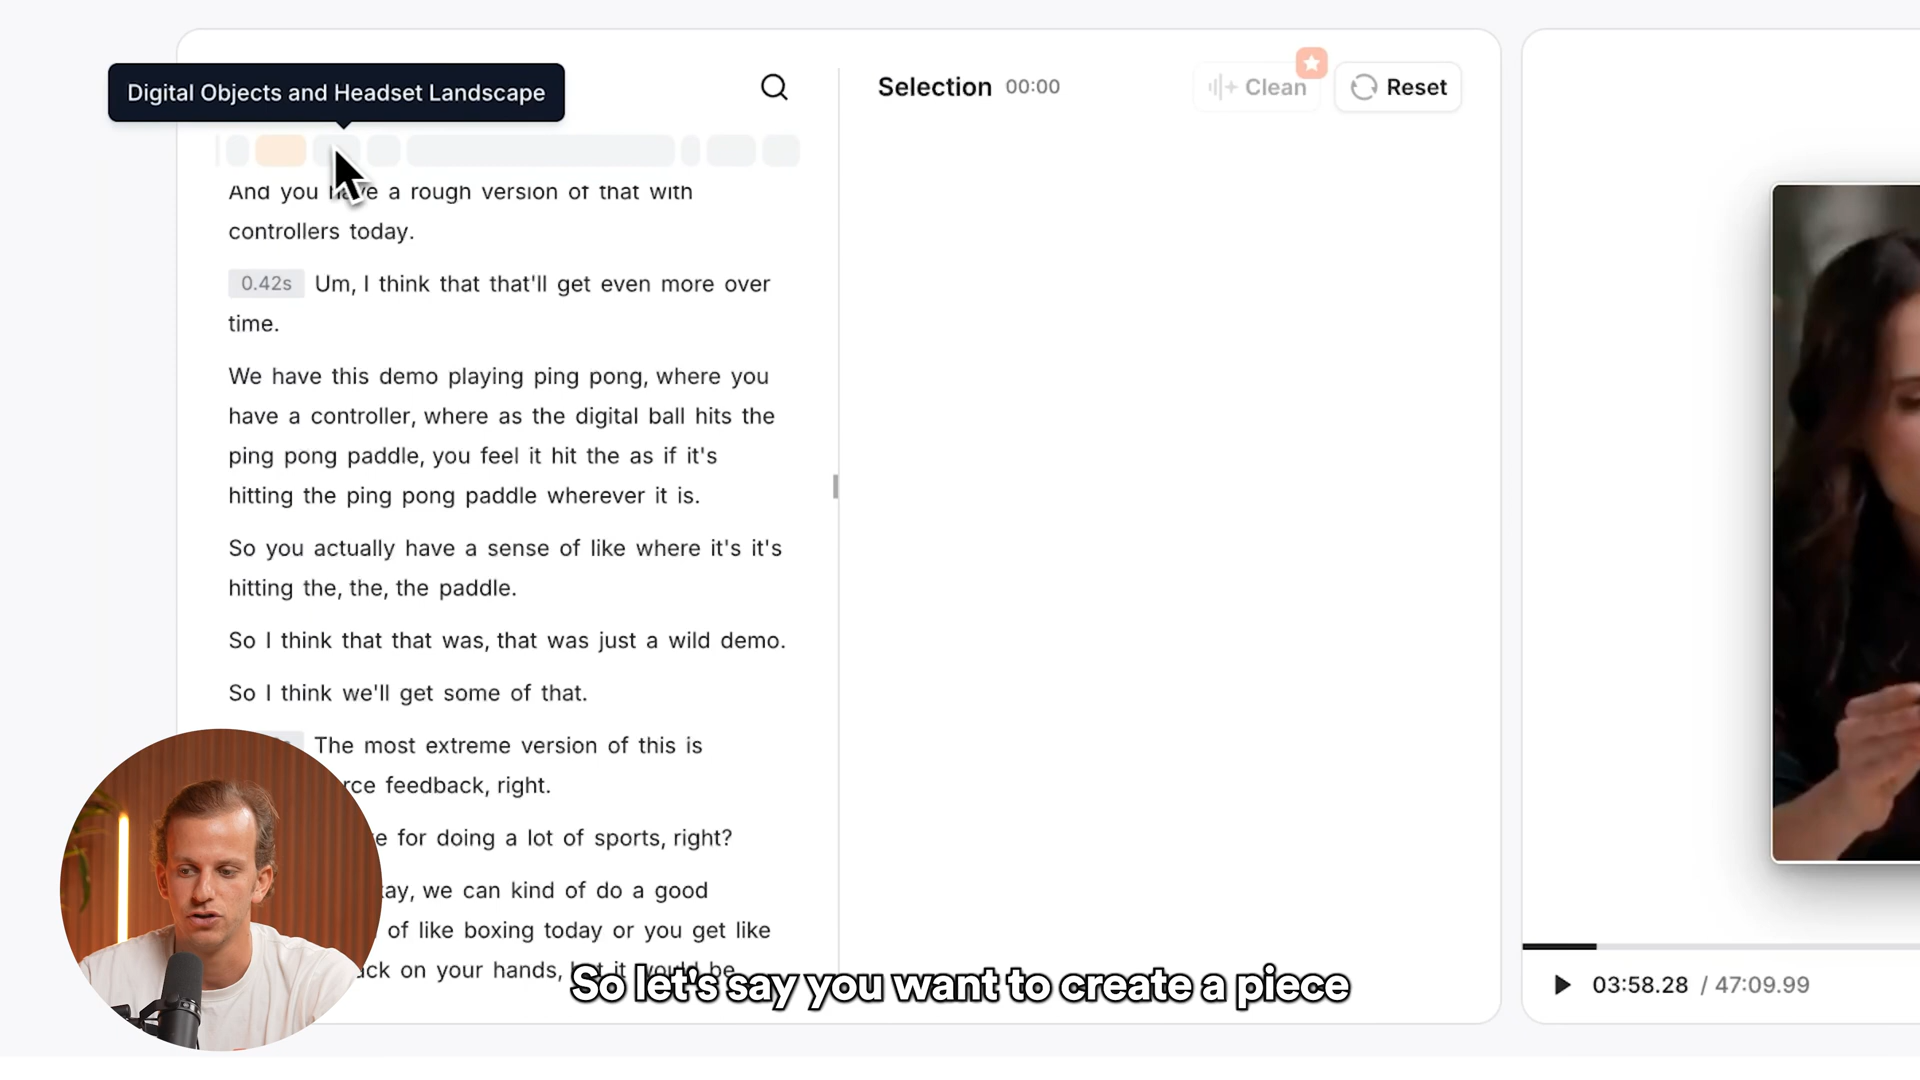 Digital Objects and Headset Landscape
Selection 00:00
Clean
Reset
And you have a rough version of that with
controllers today.
0.42s Um, I think that that'll get even more over
time.
We have this demo playing ping pong, where you
have a controller, where as the digital ball hits the
ping pong paddle, you feel it hit the as if it's
hitting the ping pong paddle wherever it is.
So you actually have a sense of like where it's it's
hitting the, the, the paddle.
So I think that that was, that was just a wild demo.
So I think we'll get some of that.
The most extreme version of this is
feedback, right.
for doing a lot of sports, right?
we can kind of do a good
of like boxing today or you get like
on your hands, but it would be
So let's say you want to create a piece
03:58.28 / 47:09.99